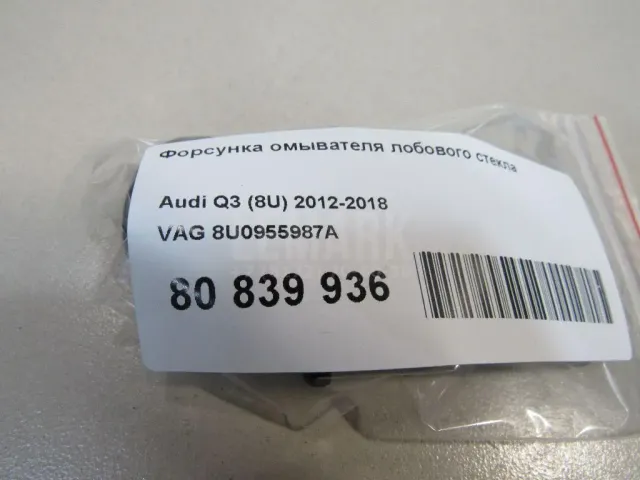 Форсунка омывателя лобового стекла
Audi Q3 (8U) 2012-2018
VAG 8U0955987A
80 839 936